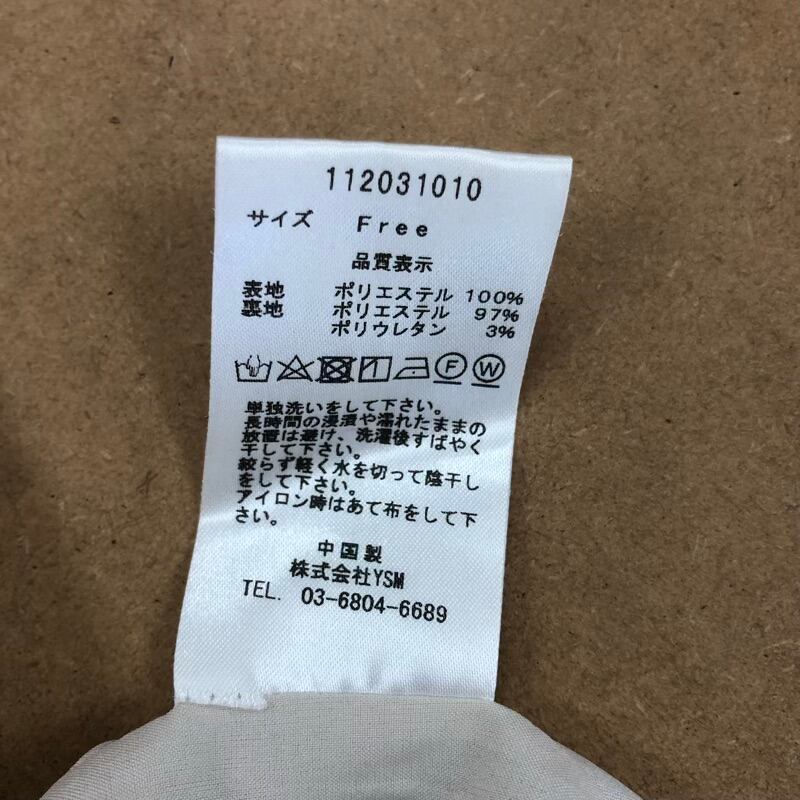 112031010
サイズ Free
品質表示
表地 ポリエステル 100%
裏地 ポリエステル 97%
ポリウレタン 3%
F W
単独洗いをして下さい。
長時間の浸漬や濡れたままの
放置は避け、洗濯後すばやく
干して下さい。
絞らず軽く水を切って陰干し
をして下さい。
アイロン時はあて布をして下
さい。
中国製
株式会社YSM
TEL. 03-6804-6689